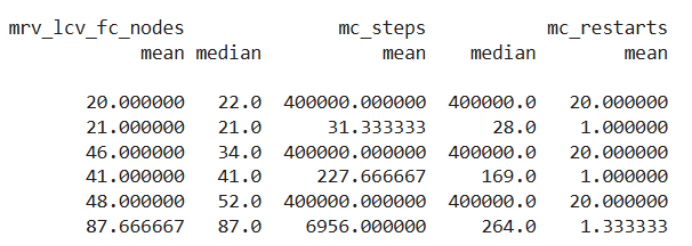 mrv_lcv_fc_nodes mc_steps mc_restarts
mean median mean median mean
20.000000 22.0 400000.000000 400000.0 20.000000
21.000000 21.0 31.333333 28.0 1.000000
46.000000 34.0 400000.000000 400000.0 20.000000
41.000000 41.0 227.666667 169.0 1.000000
48.000000 52.0 400000.000000 400000.0 20.000000
87.666667 87.0 6956.000000 264.0 1.333333